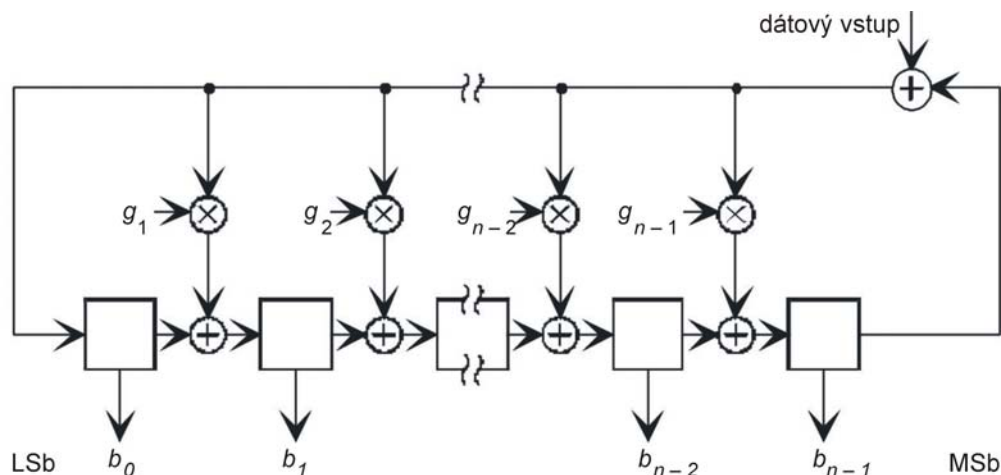 dátový vstup
g1 g2 gn – 2 gn – 1
LSb b0 b1 bn – 2 bn – 1 MSb